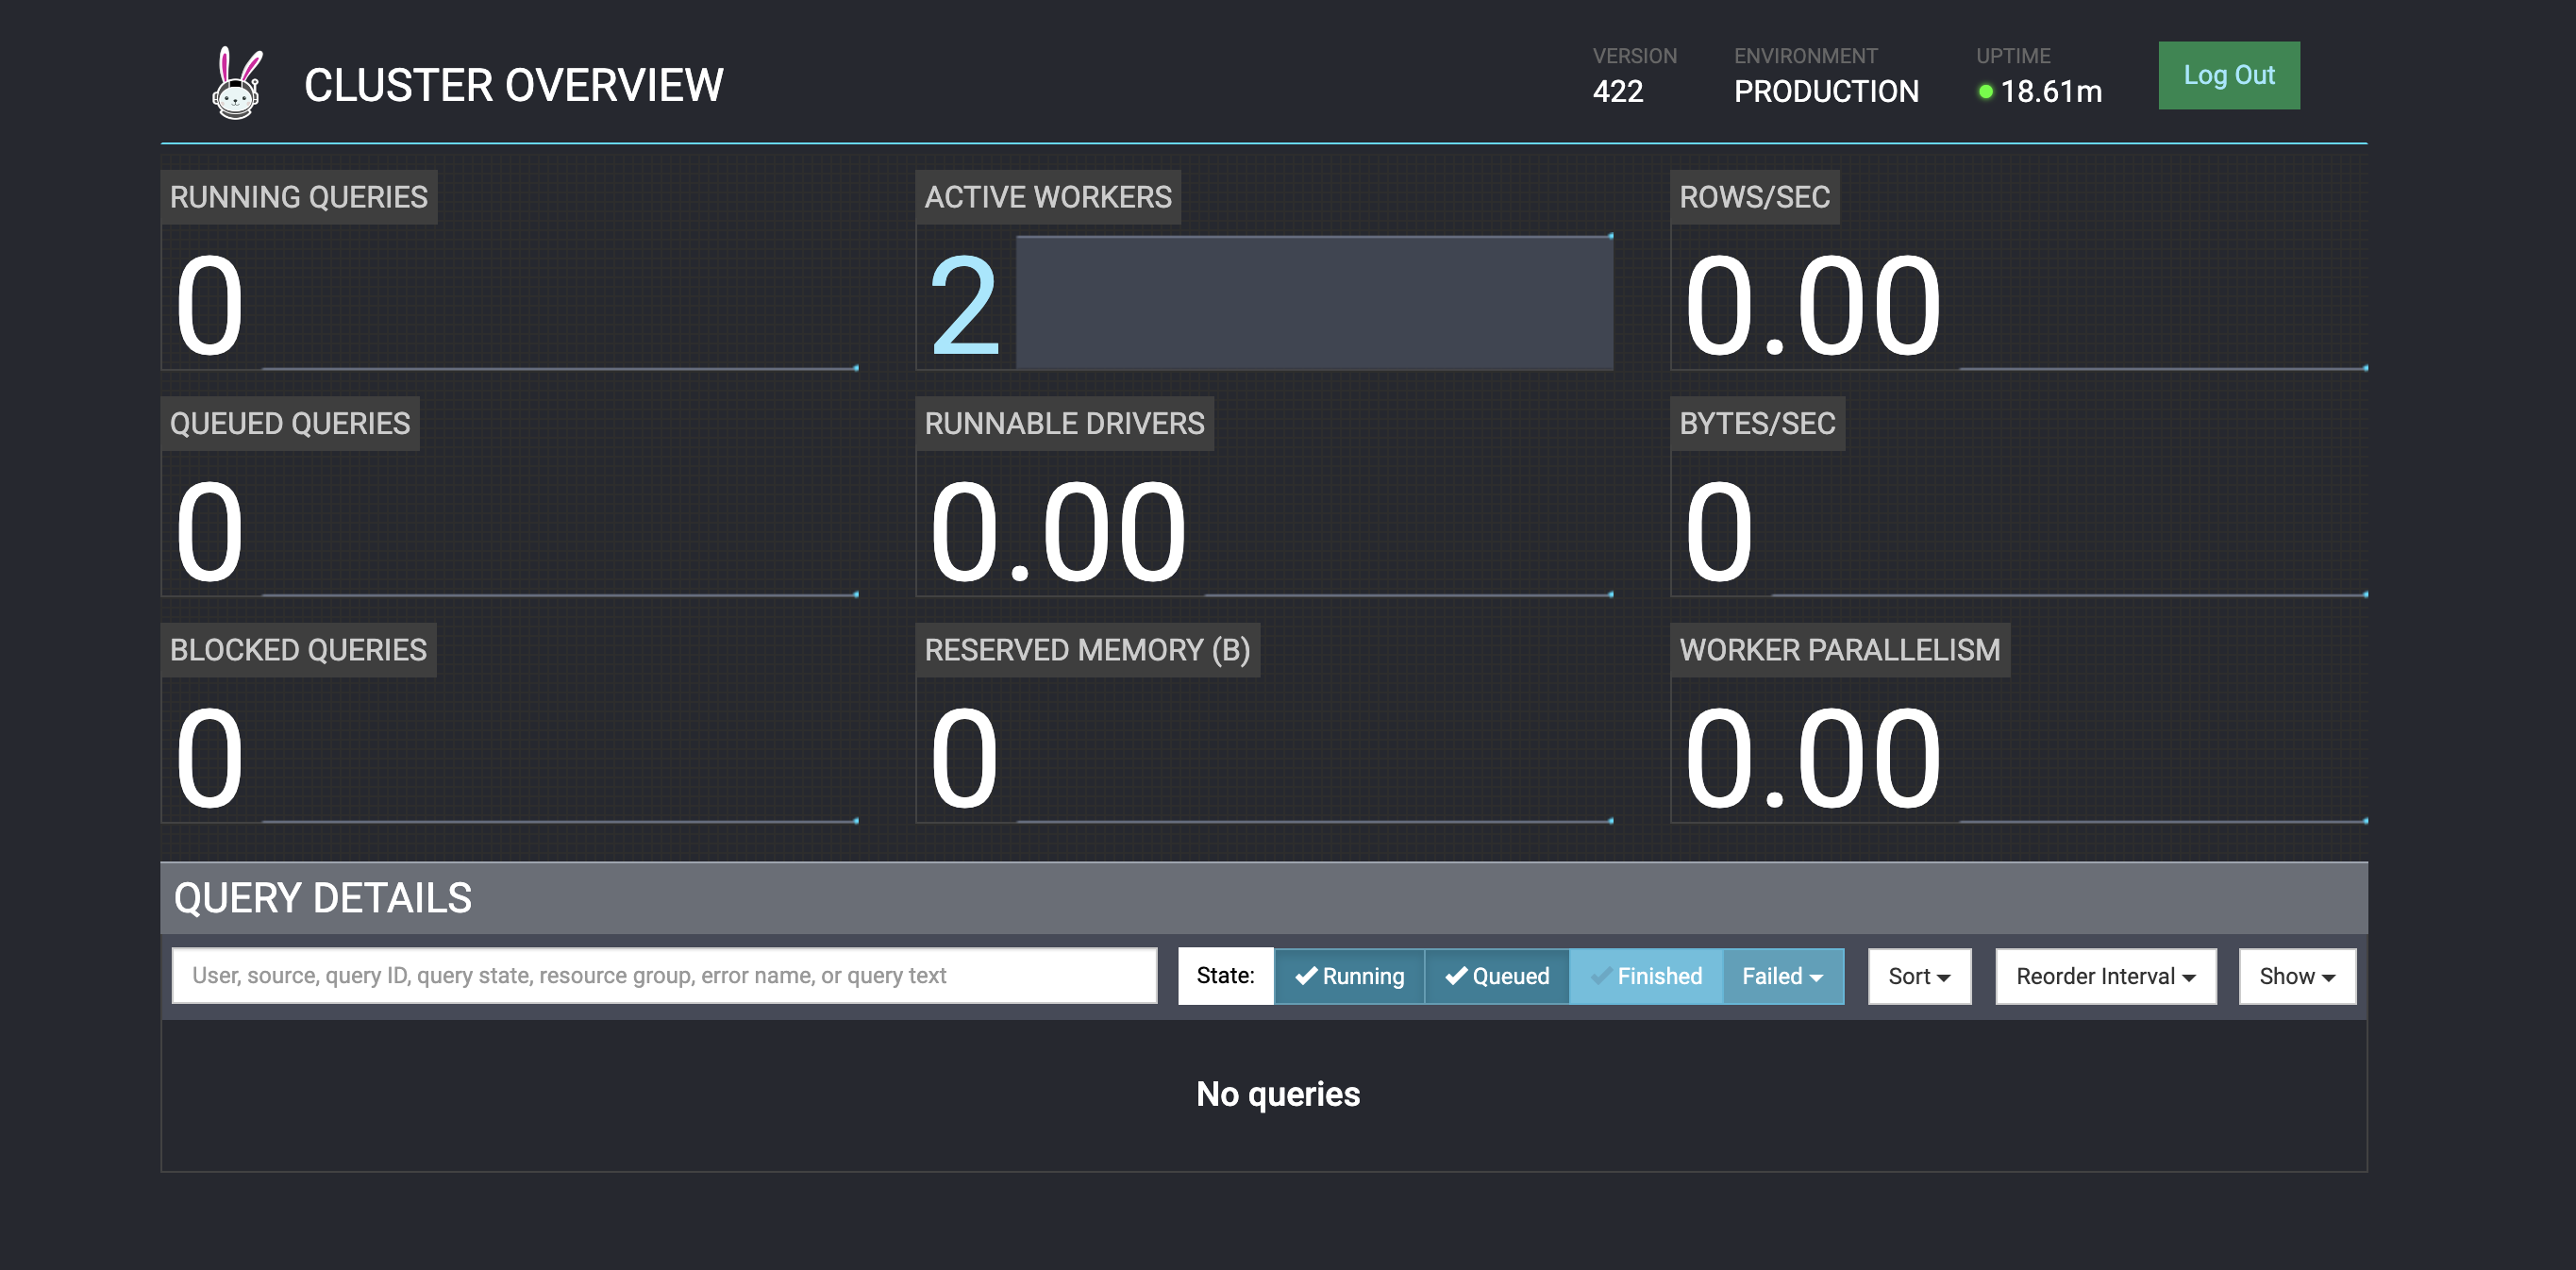 CLUSTER OVERVIEW
VERSION
422
ENVIRONMENT
PRODUCTION
UPTIME
18.61m
Log Out
RUNNING QUERIES
0
ACTIVE WORKERS
2
ROWS/SEC
0.00
QUEUED QUERIES
0
RUNNABLE DRIVERS
0.00
BYTES/SEC
0
BLOCKED QUERIES
0
RESERVED MEMORY (B)
0
WORKER PARALLELISM
0.00
QUERY DETAILS
User, source, query ID, query state, resource group, error name, or query text
State: Running Queued Finished Failed
Sort
Reorder Interval
Show
No queries